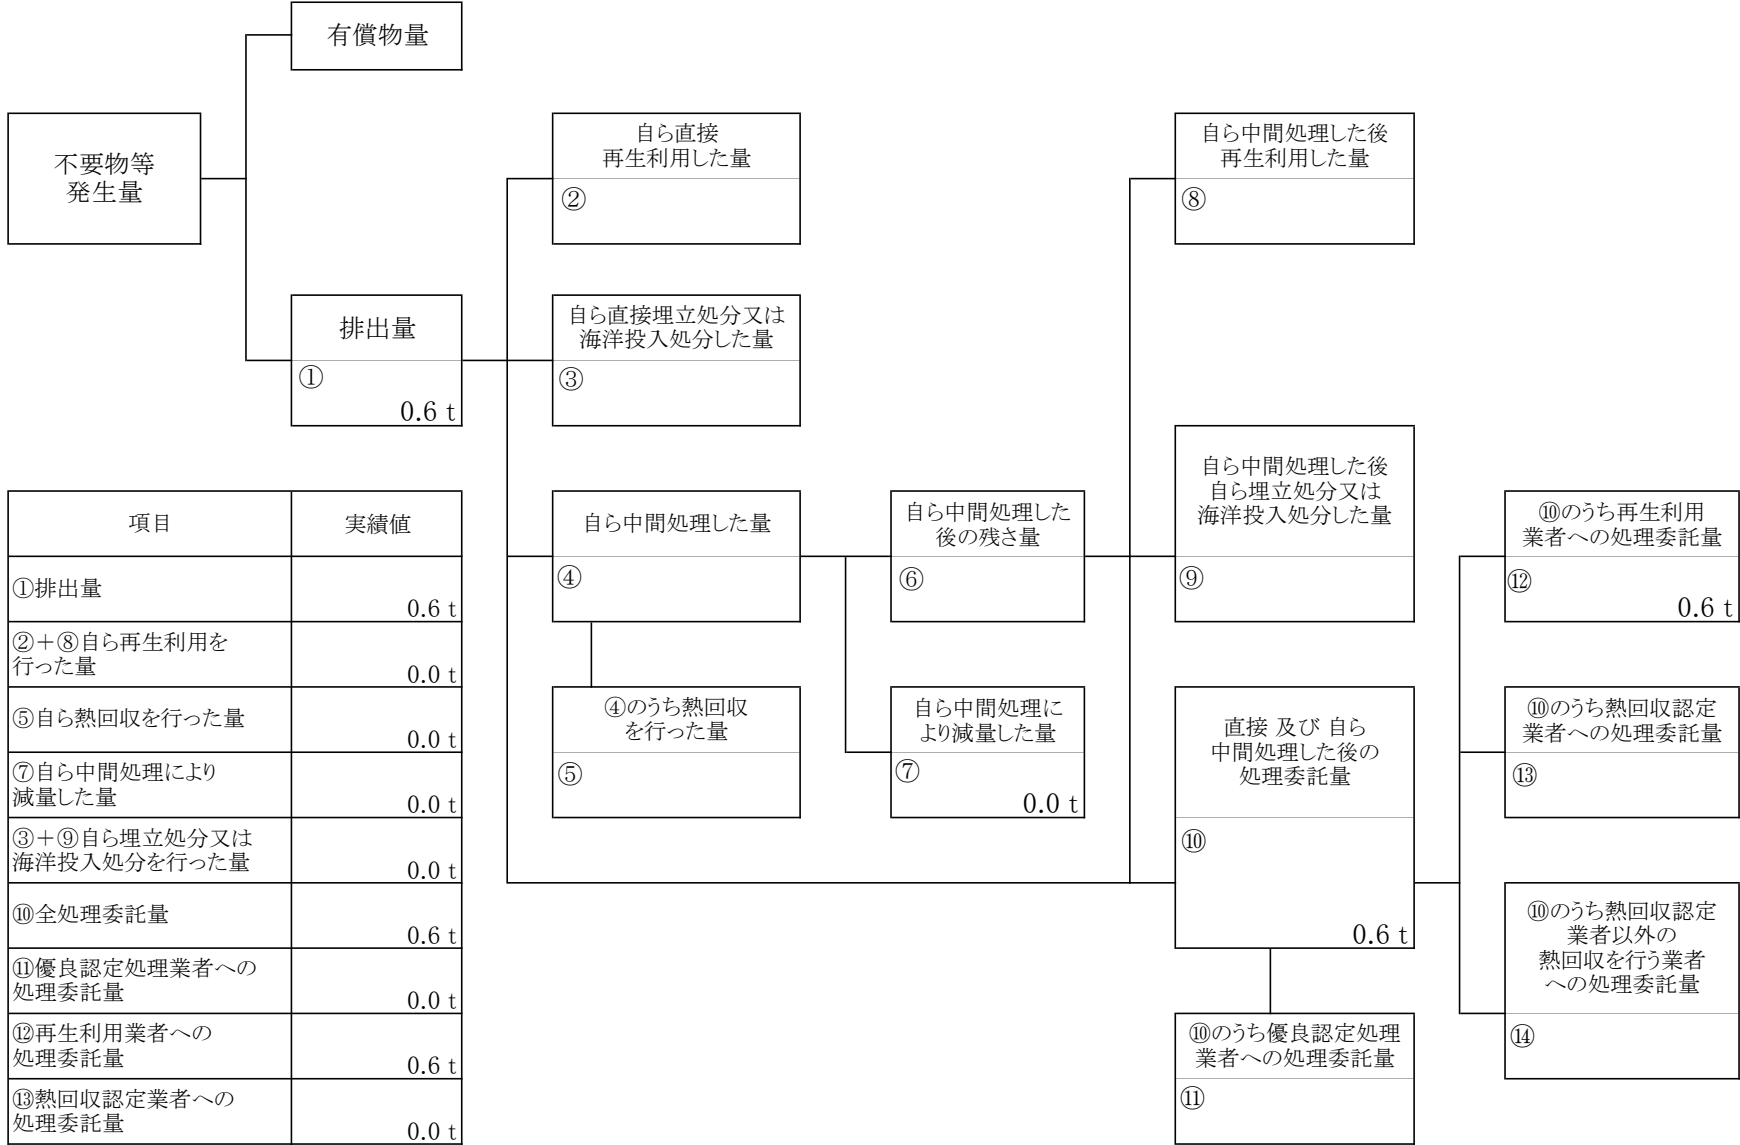 有償物量
不要物等
発生量
自ら直接
再生利用した量
②
自ら中間処理した後
再生利用した量
⑧
排出量
①
0.6 t
自ら直接埋立処分又は
海洋投入処分した量
③
自ら中間処理した量
④
自ら中間処理した
後の残さ量
⑥
自ら中間処理した後
自ら埋立処分又は
海洋投入処分した量
⑨
⑩のうち再生利用
業者への処理委託量
⑫
0.6 t
④のうち熱回収
を行った量
⑤
自ら中間処理に
より減量した量
⑦
0.0 t
直接 及び 自ら
中間処理した後の
処理委託量
⑩
0.6 t
⑩のうち熱回収認定
業者への処理委託量
⑬
⑩のうち熱回収認定
業者以外の
熱回収を行う業者
への処理委託量
⑭
⑩のうち優良認定処理
業者への処理委託量
⑪
項目
実績値
①排出量
0.6 t
②＋⑧自ら再生利用を
行った量
0.0 t
⑤自ら熱回収を行った量
0.0 t
⑦自ら中間処理により
減量した量
0.0 t
③＋⑨自ら埋立処分又は
海洋投入処分を行った量
0.0 t
⑩全処理委託量
0.6 t
⑪優良認定処理業者への
処理委託量
0.0 t
⑫再生利用業者への
処理委託量
0.6 t
⑬熱回収認定業者への
処理委託量
0.0 t